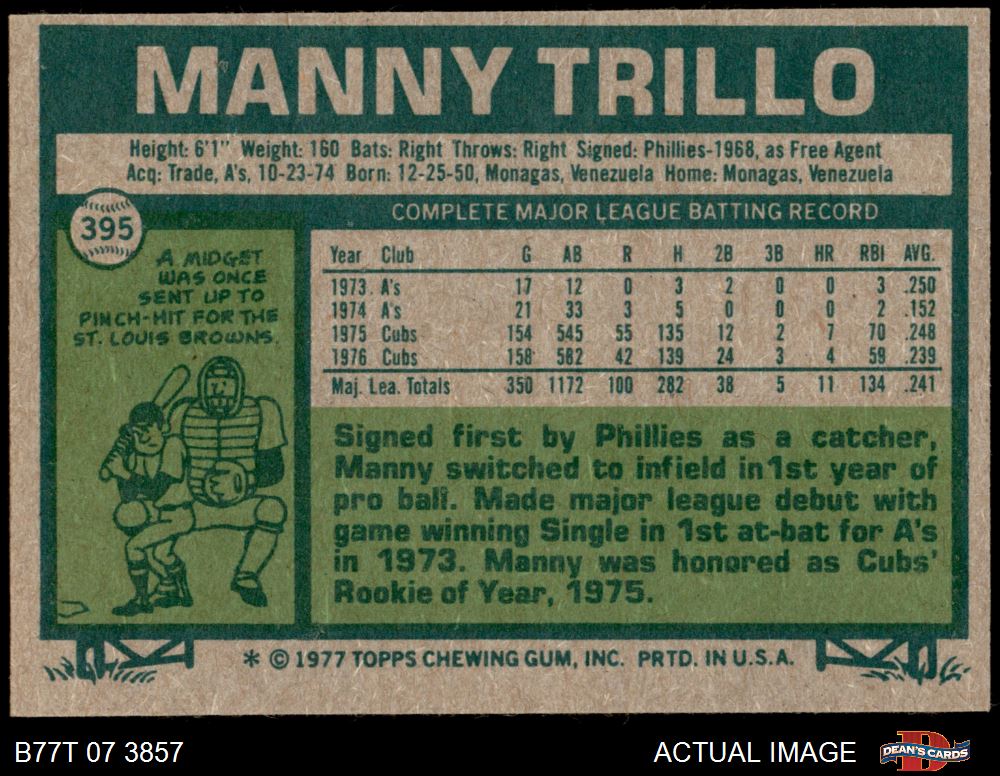 MANNY TRILLO
Height: 6'1" Weight: 160 Bats: Right Throws: Right Signed: Phillies-1968, as Free Agent
Acq: Trade, A's, 10-23-74 Born: 12-25-50, Monagas, Venezuela Home: Monagas, Venezuela
395
A MIDGET
WAS ONCE
SENT UP TO
PINCH-HIT FOR THE
ST. LOUIS BROWNS.
COMPLETE MAJOR LEAGUE BATTING RECORD
Year Club G AB R H 2B 3B HR RBI AVG.
1973 A's 17 12 0 3 2 0 0 3 .250
1974 A's 21 33 3 5 0 0 0 2 .152
1975 Cubs 154 545 55 135 12 2 7 70 .248
1976 Cubs 158 582 42 139 24 3 4 59 .239
Maj. Lea. Totals 350 1172 100 282 38 5 11 134 .241
Signed first by Phillies as a catcher,
Manny switched to infield in 1st year of
pro ball. Made major league debut with
game winning Single in 1st at-bat for A's
in 1973. Manny was honored as Cubs'
Rookie of Year, 1975.
* © 1977 TOPPS CHEWING GUM, INC. PRTD. IN U.S.A.
B77T 07 3857
ACTUAL IMAGE
DEAN'S CARDS